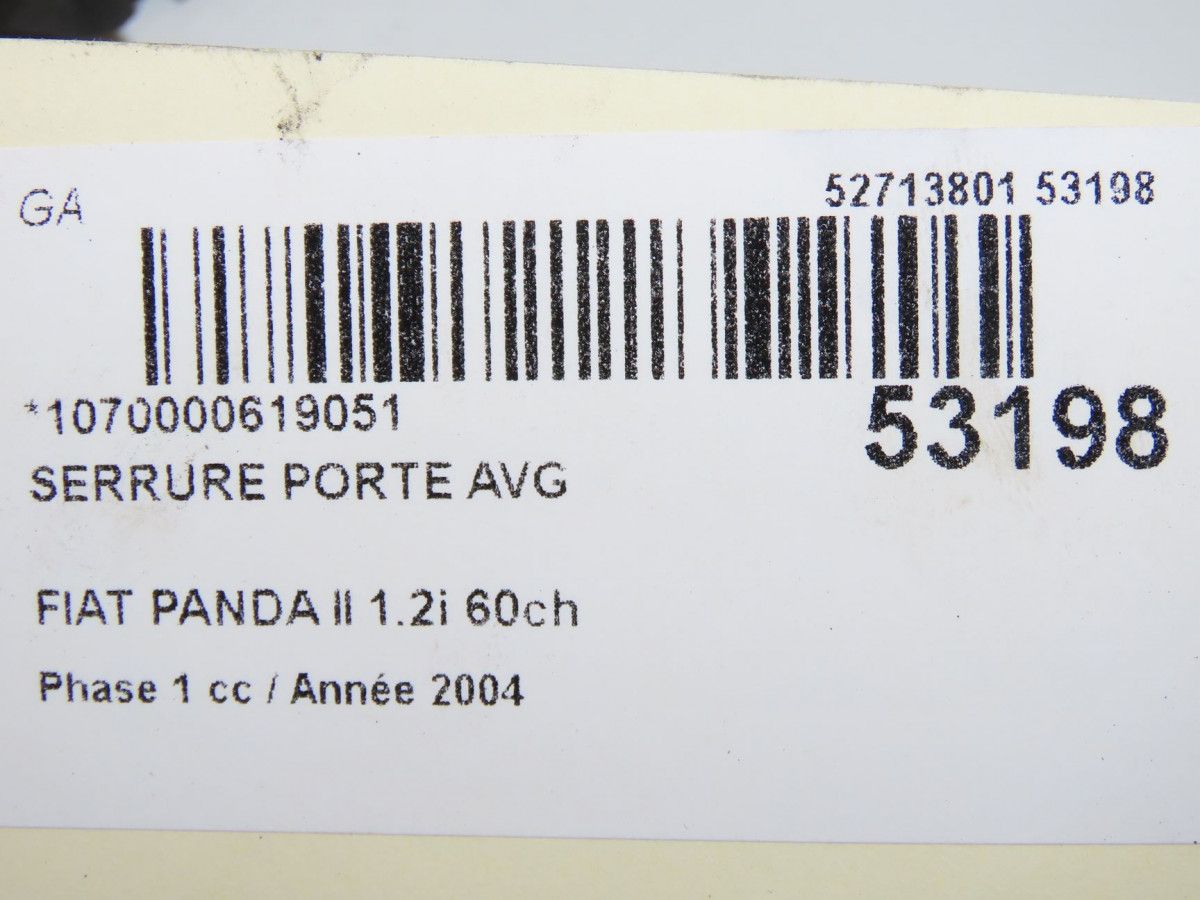 GA
52713801 53198
*1070000619051
53198
SERRURE PORTE AVG
FIAT PANDA II 1.2i 60ch
Phase 1 cc / Année 2004